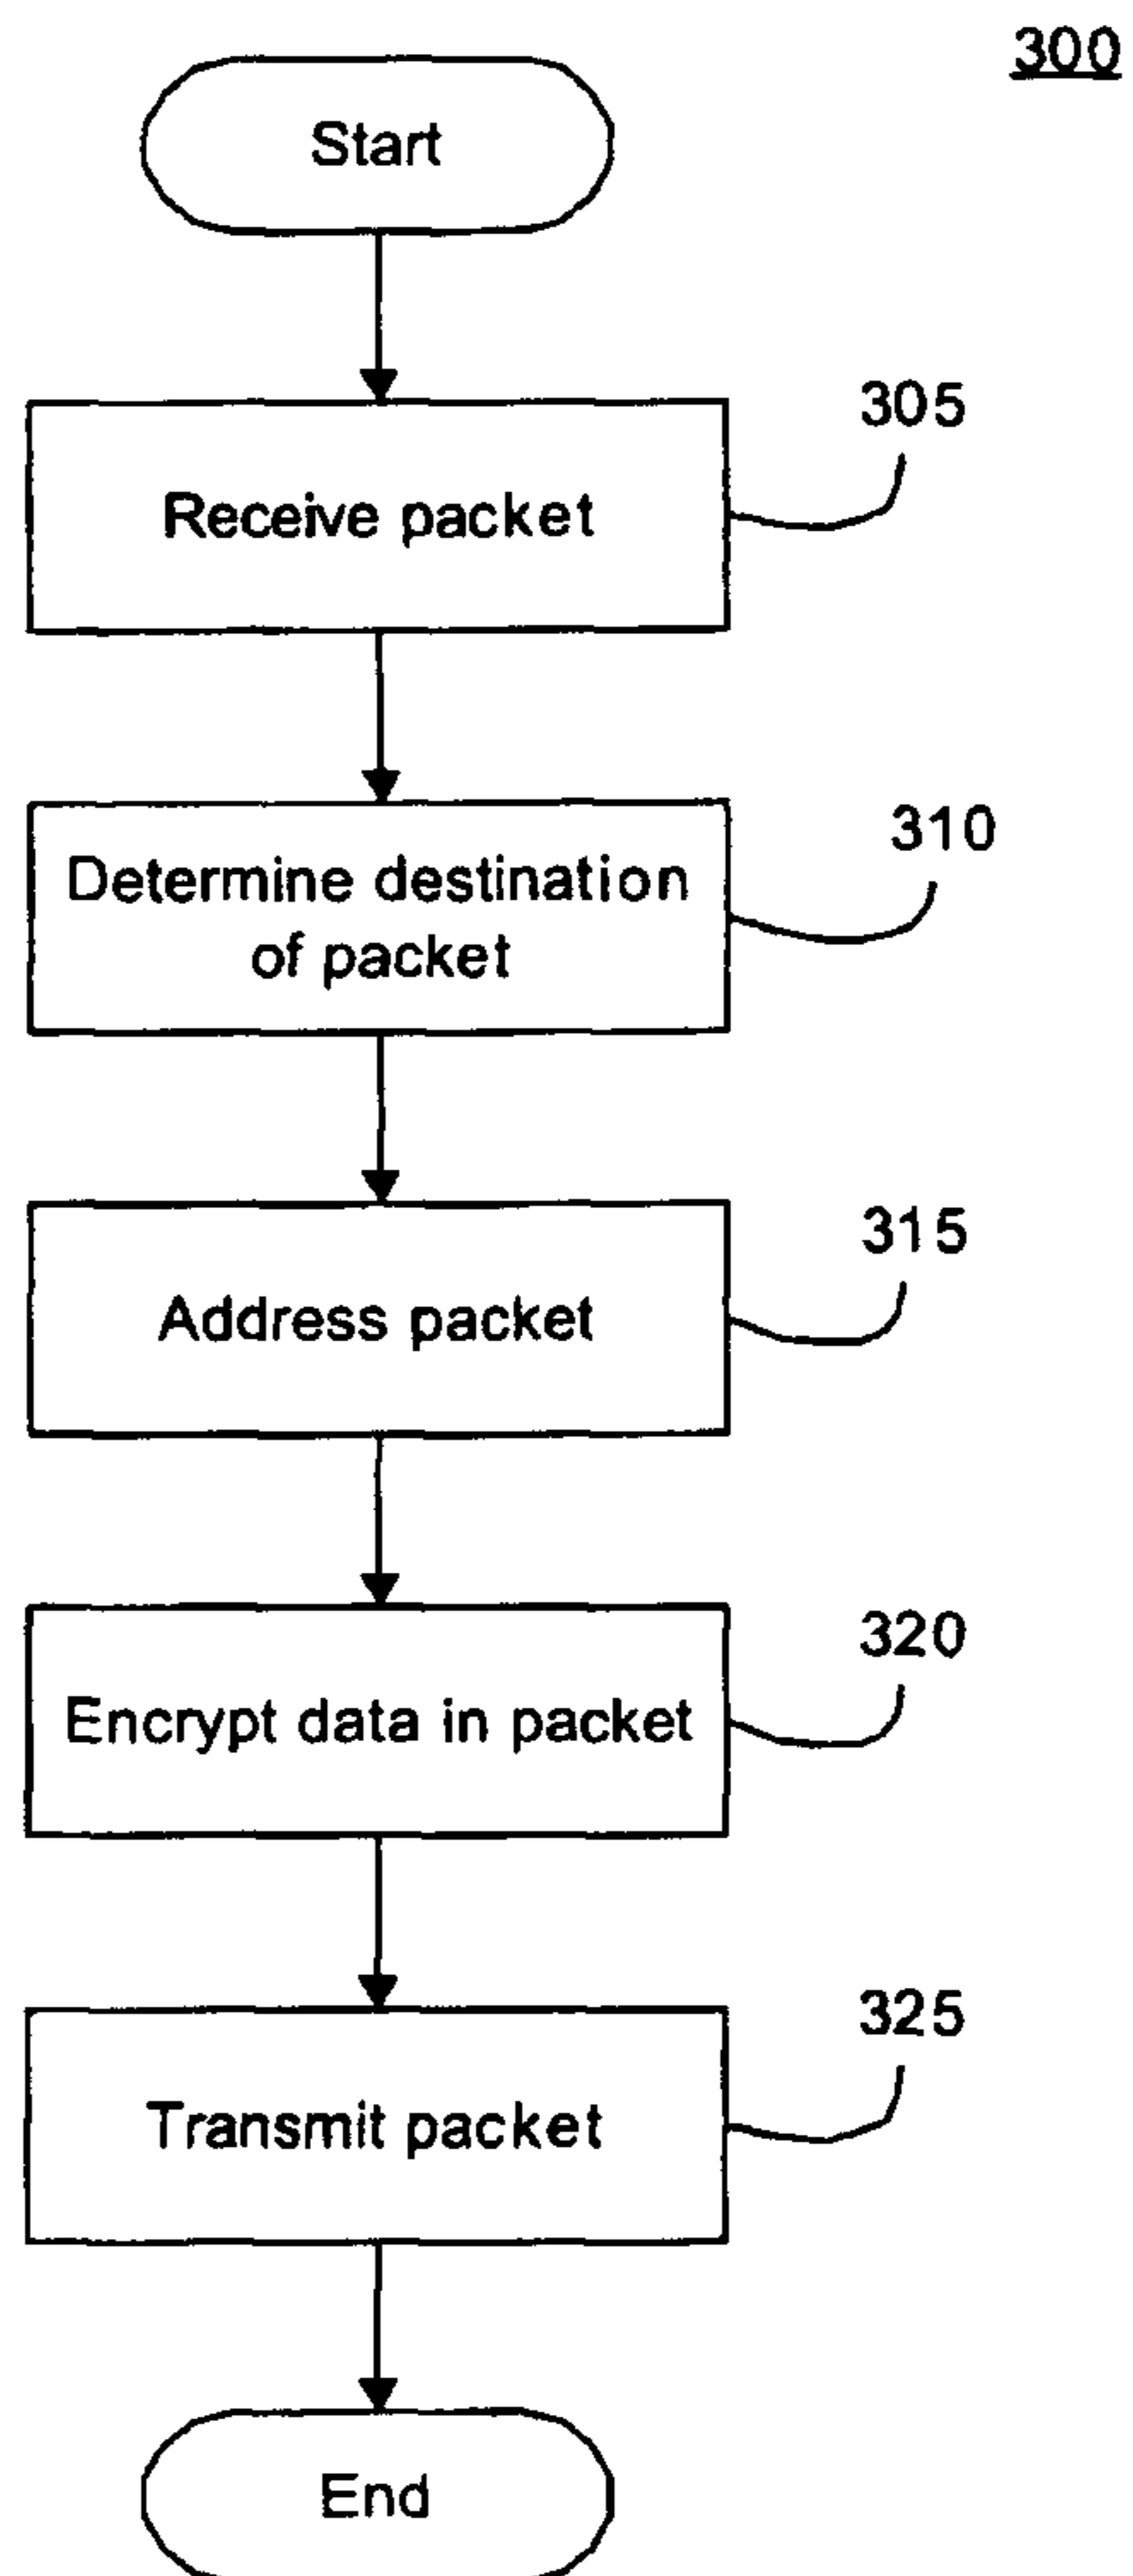 300
Start
Receive packet
305
Determine destination
of packet
310
Address packet
315
Encrypt data in packet
320
Transmit packet
325
End